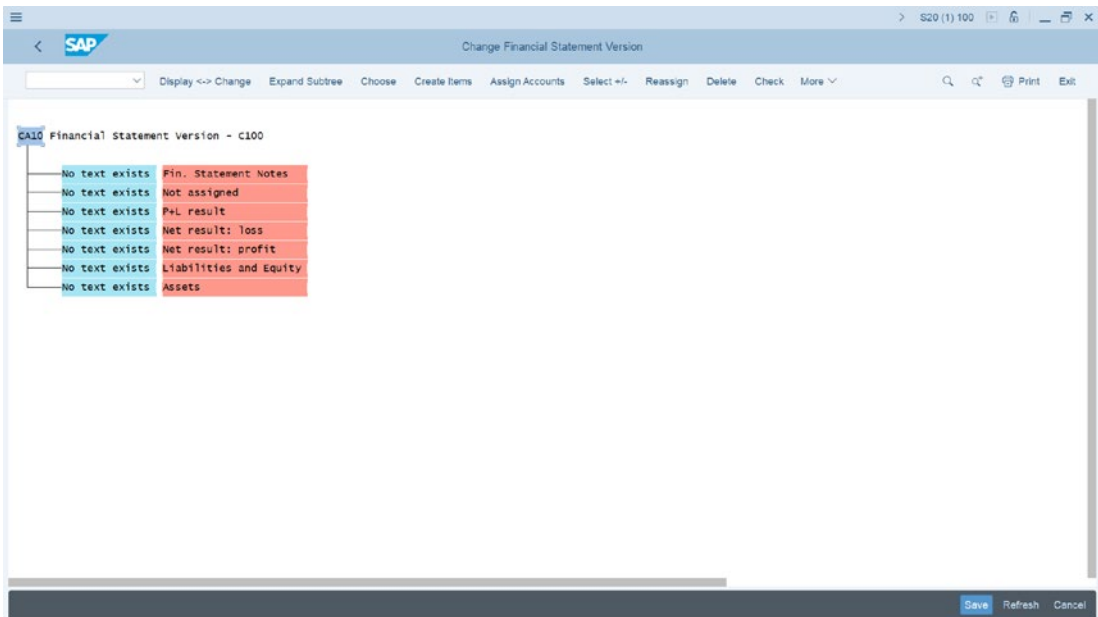 S20 (1) 100
SAP
Change Financial Statement Version
Display <-> Change Expand Subtree Choose Create Items Assign Accounts Select +/- Reassign Delete Check More Print Exit
CA10 Financial Statement Version - C100
No text exists Fin. Statement Notes
No text exists Not assigned
No text exists P+L result
No text exists Net result: loss
No text exists Net result: profit
No text exists Liabilities and Equity
No text exists Assets
Save Refresh Cancel